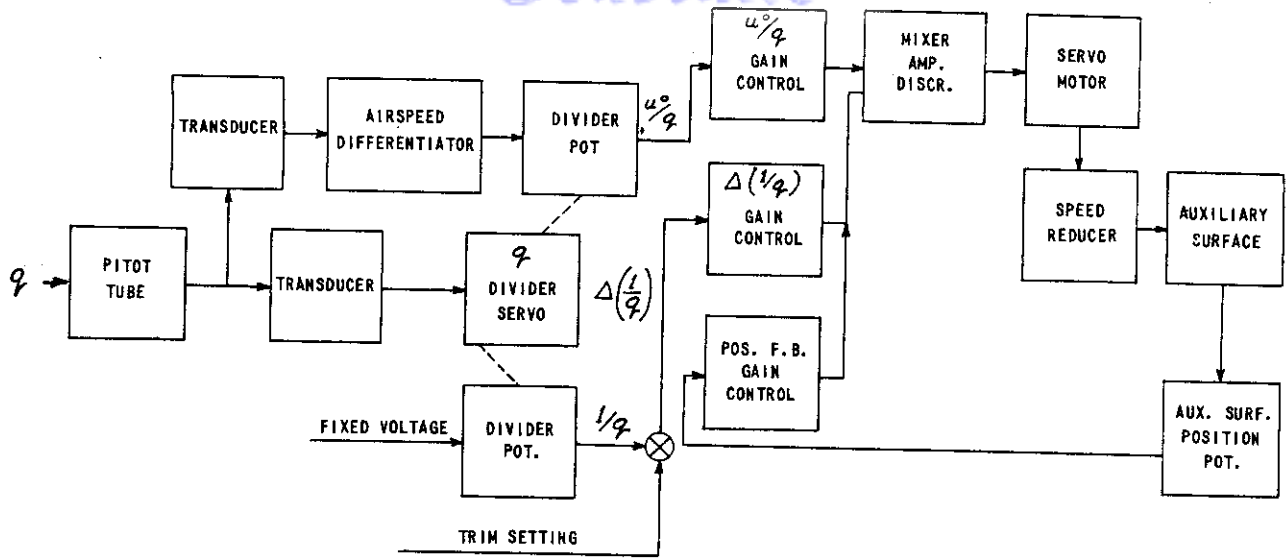 u°/q
GAIN
CONTROL
MIXER
AMP.
DISCR.
SERVO
MOTOR
TRANSDUCER
AIRSPEED
DIFFERENTIATOR
DIVIDER
POT
u°/q
Δ(1/q)
GAIN
CONTROL
SPEED
REDUCER
AUXILIARY
SURFACE
q
PITOT
TUBE
TRANSDUCER
q
DIVIDER
SERVO
Δ(1/q)
POS. F.B.
GAIN
CONTROL
FIXED VOLTAGE
DIVIDER
POT.
1/q
AUX. SURF.
POSITION
POT.
TRIM SETTING